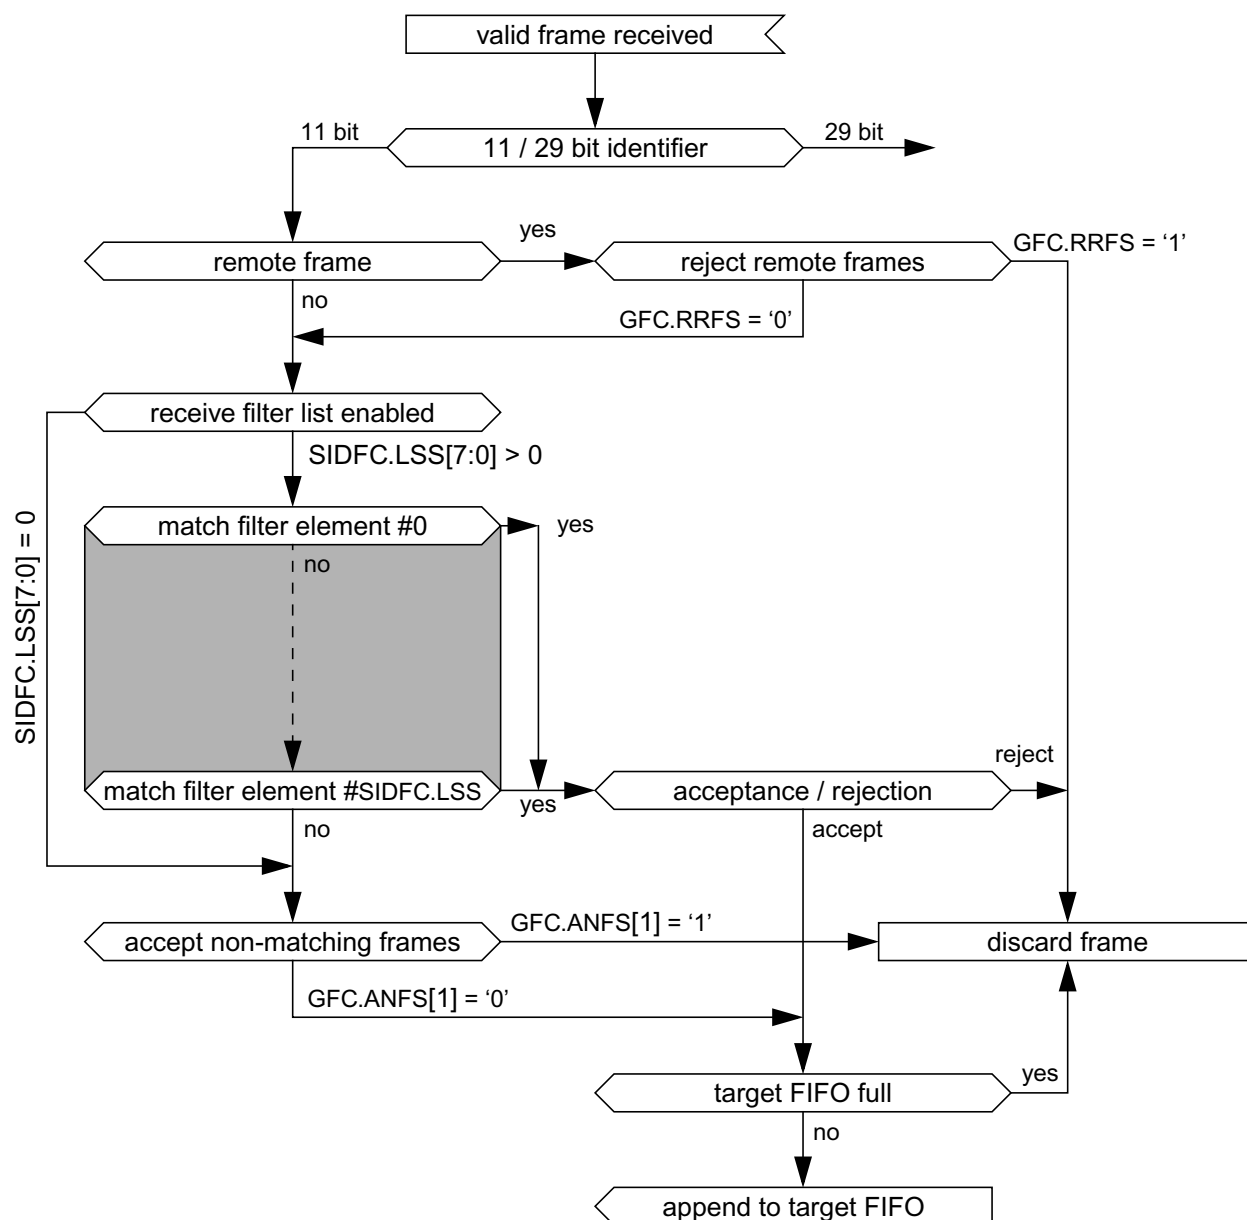 valid frame received
11 bit
11 / 29 bit identifier
29 bit
remote frame
yes
reject remote frames
GFC.RRFS = ‘1’
no
GFC.RRFS = ‘0’
receive filter list enabled
SIDFC.LSS[7:0] > 0
SIDFC.LSS[7:0] = 0
match filter element #0
yes
no
match filter element #SIDFC.LSS
yes
acceptance / rejection
reject
no
accept
accept non-matching frames
GFC.ANFS[1] = ‘1’
discard frame
GFC.ANFS[1] = ‘0’
target FIFO full
yes
no
append to target FIFO